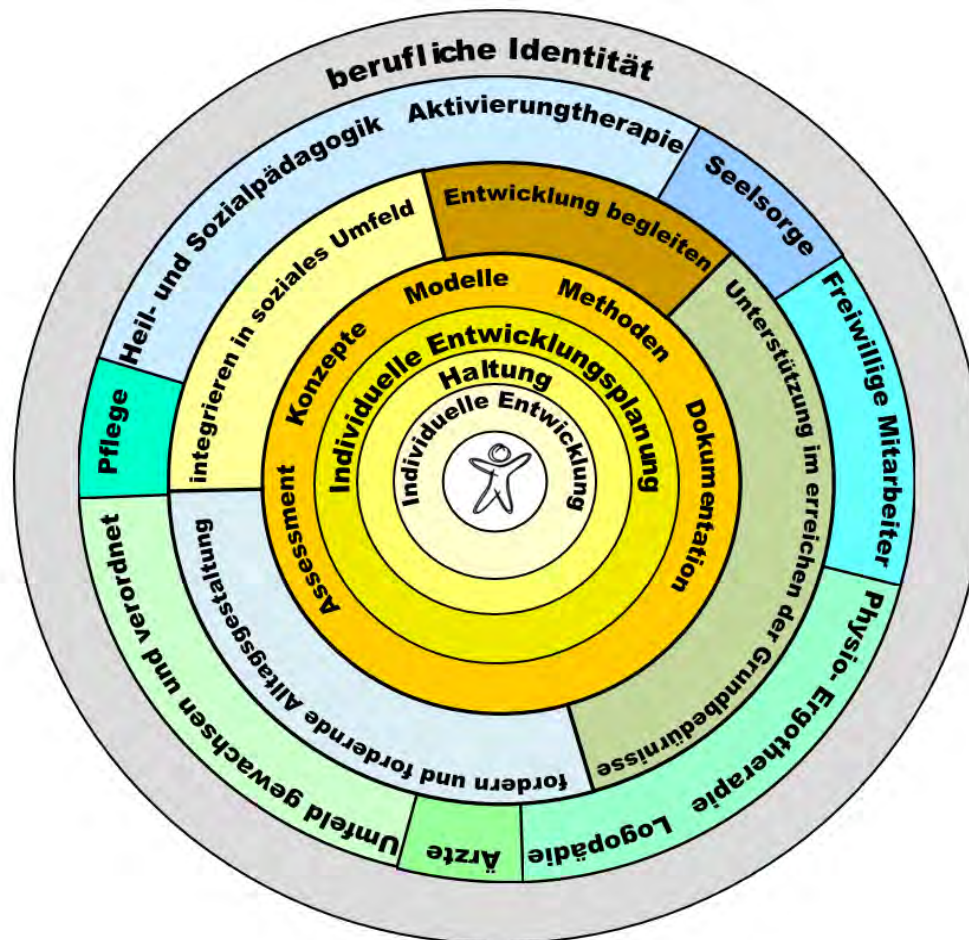 berufliche Identität
Heil- und Sozialpädagogik Aktivierungtherapie
Seelsorge
Freiwillige Mitarbeiter
Physio- Ergotherapie Logopädie
Ärzte
Umfeld gewachsen und verordnet
Pflege
integrieren in soziales Umfeld
Entwicklung begleiten
Unterstützung im erreichen der Grundbedürnisse
fordern und fordernde Alltagsgestaltung
Assessment Konzepte Modelle Methoden Dokumentation
Individuelle Entwicklungsplanung
Haltung
Individuelle Entwicklung